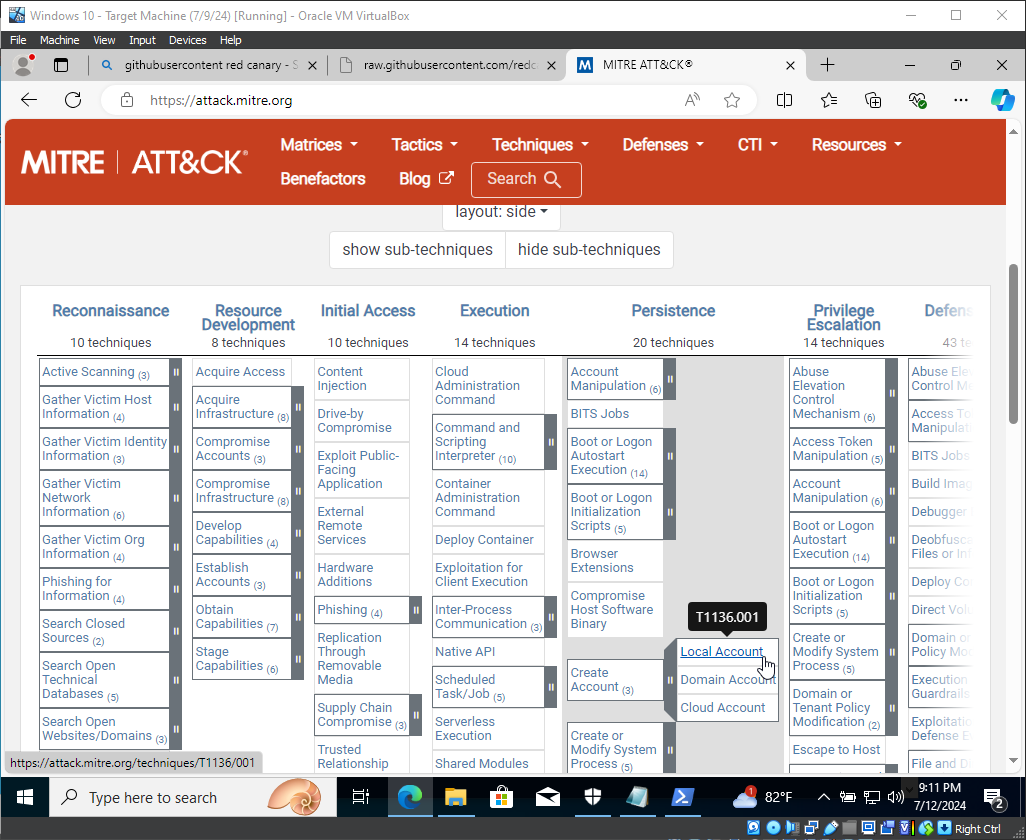 Windows 10 - Target Machine (7/9/24) [Running] - Oracle VM VirtualBox
File Machine View Input Devices Help
githubusercontent red canary - S
raw.githubusercontent.com/redc
MITRE ATT&CK®
https://attack.mitre.org
MITRE | ATT&CK®
Matrices
Tactics
Techniques
Defenses
CTI
Resources
Benefactors
Blog
Search
layout: side
show sub-techniques
hide sub-techniques
Reconnaissance
10 techniques
Active Scanning (3)
Gather Victim Host
Information (4)
Gather Victim Identity
Information (3)
Gather Victim
Network
Information (6)
Gather Victim Org
Information (4)
Phishing for
Information (4)
Search Closed
Sources (2)
Search Open
Technical
Databases (5)
Search Open
Websites/Domains (3)
Resource
Development
8 techniques
Acquire Access
Acquire
Infrastructure (8)
Compromise
Accounts (3)
Compromise
Infrastructure (8)
Develop
Capabilities (4)
Establish
Accounts (3)
Obtain
Capabilities (7)
Stage
Capabilities (6)
Initial Access
10 techniques
Content
Injection
Drive-by
Compromise
Exploit Public-
Facing
Application
External
Remote
Services
Hardware
Additions
Phishing (4)
Replication
Through
Removable
Media
Supply Chain
Compromise (3)
Trusted
Relationship
Execution
14 techniques
Cloud
Administration
Command
Command and
Scripting
Interpreter (10)
Container
Administration
Command
Deploy Container
Exploitation for
Client Execution
Inter-Process
Communication (3)
Native API
Scheduled
Task/Job (5)
Serverless
Execution
Shared Modules
Persistence
20 techniques
Account
Manipulation (6)
BITS Jobs
Boot or Logon
Autostart
Execution (14)
Boot or Logon
Initialization
Scripts (5)
Browser
Extensions
Compromise
Host Software
Binary
Create
Account (3)
T1136.001
Local Account
Domain Account
Cloud Account
Create or
Modify System
Process (5)
Privilege
Escalation
14 techniques
Abuse
Elevation
Control
Mechanism (6)
Access Token
Manipulation (5)
Account
Manipulation (6)
Boot or Logon
Autostart
Execution (14)
Boot or Logon
Initialization
Scripts (5)
Create or
Modify System
Process (5)
Domain or
Tenant Policy
Modification (2)
Escape to Host
Defens
43 te
Abuse Ele
Control M
Access To
Manipulat
BITS Jobs
Build Imag
Debugger
Deobfusca
Files or In
Deploy Co
Direct Volu
Domain o
Policy Mo
Execution
Guardrails
Exploitatio
Defense E
File and Di
https://attack.mitre.org/techniques/T1136/001
Type here to search
1
82°F
9:11 PM
7/12/2024
2
Right Ctrl